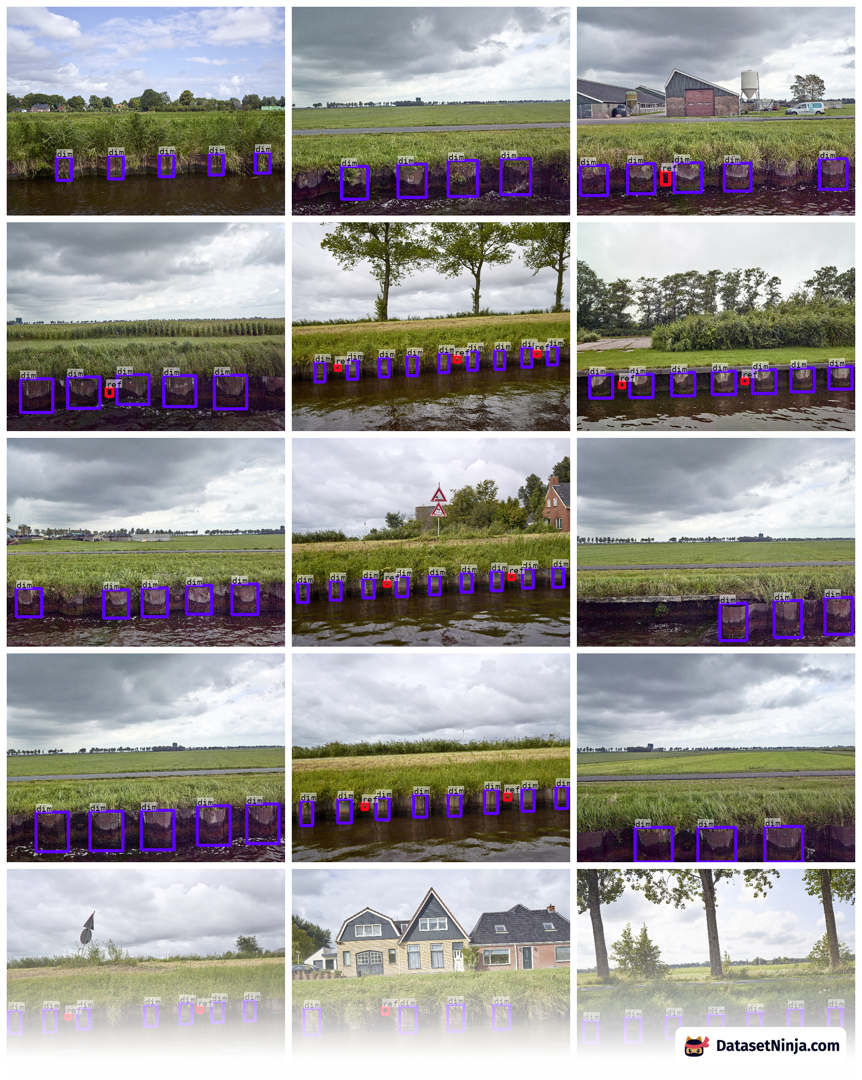 dim dim dim dim dim
dim dim dim dim
dim dim ref dim dim dim
dim dim ref dim dim dim
dim ref dim dim dim dim ref dim dim dim ref dim
dim ref dim dim dim ref dim dim dim
dim dim dim dim dim
dim dim dim ref dim dim dim dim ref dim dim
dim dim dim
dim dim dim dim dim
dim dim ref dim dim dim dim ref dim dim
dim dim dim
dim dim ref dim dim dim ref dim dim
dim ref dim dim dim
dim dim dim dim dim dim
DatasetNinja.com